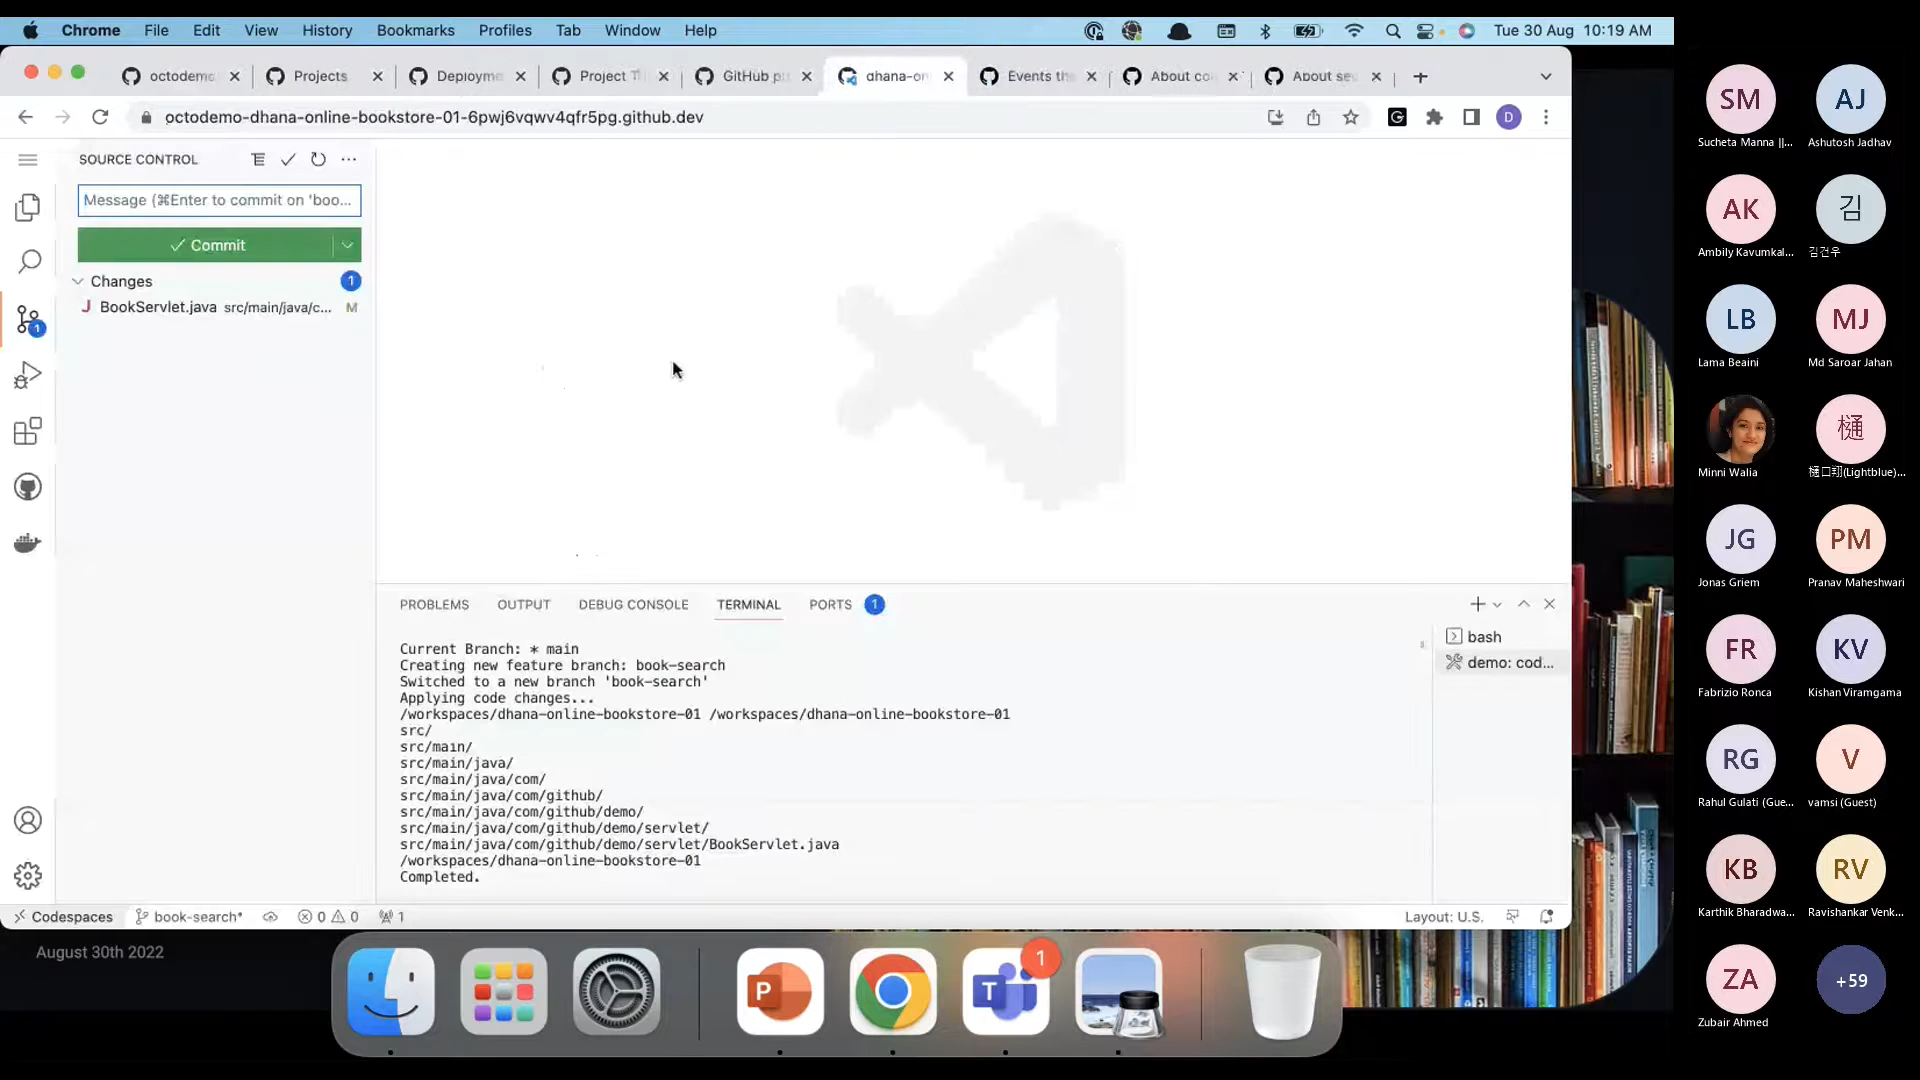 Chrome File Edit View History Bookmarks Profiles Tab Window Help Tue 30 Aug 10:19 AM
octodemo Projects Deployme Project T GitHub p Events th About co About se
octodemo-dhana-online-bookstore-01-6pwj6vqwv4qfr5pg.github.dev D
SOURCE CONTROL
Message (⌘Enter to commit on 'boo...
Commit
Changes 1
J BookServlet.java src/main/java/c... M
1
PROBLEMS OUTPUT DEBUG CONSOLE TERMINAL PORTS 1
bash
demo: cod...
Current Branch: * main
Creating new feature branch: book-search
Switched to a new branch 'book-search'
Applying code changes...
/workspaces/dhana-online-bookstore-01 /workspaces/dhana-online-bookstore-01
src/
src/main/
src/main/java/
src/main/java/com/
src/main/java/com/github/
src/main/java/com/github/demo/
src/main/java/com/github/demo/servlet/
src/main/java/com/github/demo/servlet/BookServlet.java
/workspaces/dhana-online-bookstore-01
Completed.
Codespaces book-search* 0 0 1 Layout: U.S.
August 30th 2022
P T 1
SM AJ
Sucheta Manna ||... Ashutosh Jadhav
AK 김
Ambily Kavumkal... 김건우
LB MJ
Lama Beaini Md Saroar Jahan
樋
Minni Walia 樋口翔(Lightblue)...
JG PM
Jonas Griem Pranav Maheshwari
FR KV
Fabrizio Ronca Kishan Viramgama
RG V
Rahul Gulati (Gue... vamsi (Guest)
KB RV
Karthik Bharadwa... Ravishankar Venk...
ZA +59
Zubair Ahmed